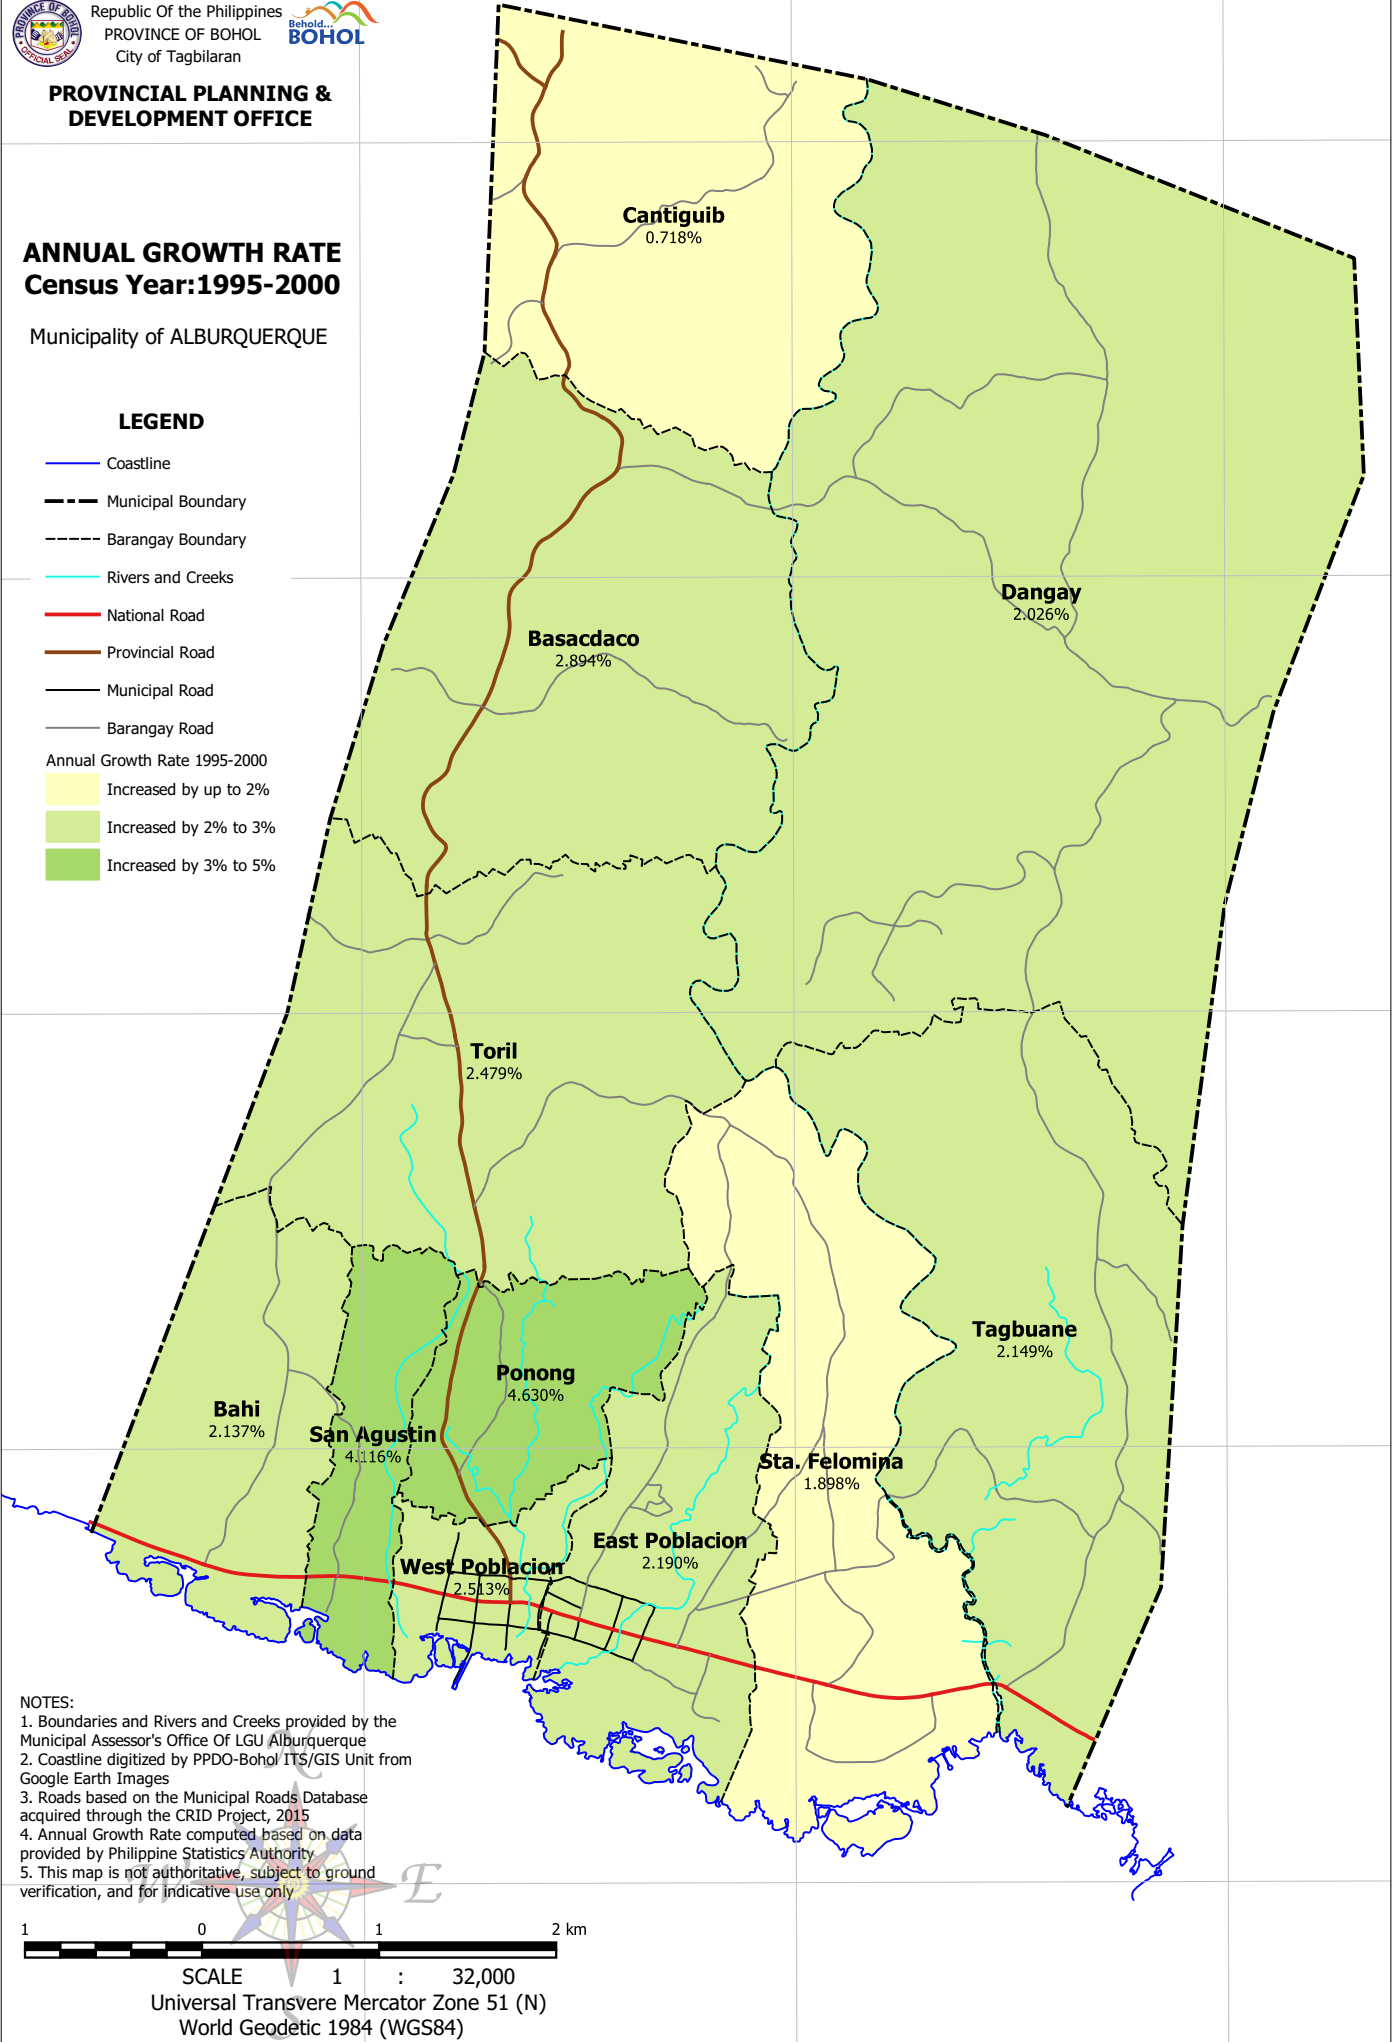 PROVINCE OF BOHOL
OFFICIAL SEAL
Republic Of the Philippines
PROVINCE OF BOHOL
City of Tagbilaran
Behold...
BOHOL
PROVINCIAL PLANNING &
DEVELOPMENT OFFICE
ANNUAL GROWTH RATE
Census Year:1995-2000
Municipality of ALBURQUERQUE
LEGEND
Coastline
Municipal Boundary
Barangay Boundary
Rivers and Creeks
National Road
Provincial Road
Municipal Road
Barangay Road
Annual Growth Rate 1995-2000
Increased by up to 2%
Increased by 2% to 3%
Increased by 3% to 5%
Cantiguib
0.718%
Dangay
2.026%
Basacdaco
2.894%
Toril
2.479%
Tagbuane
2.149%
Ponong
4.630%
Bahi
2.137%
San Agustin
4.116%
Sta. Felomina
1.898%
East Poblacion
2.190%
West Poblacion
2.513%
NOTES:
1. Boundaries and Rivers and Creeks provided by the
Municipal Assessor's Office Of LGU Alburquerque
2. Coastline digitized by PPDO-Bohol ITS/GIS Unit from
Google Earth Images
3. Roads based on the Municipal Roads Database
acquired through the CRID Project, 2015
4. Annual Growth Rate computed based on data
provided by Philippine Statistics Authority
5. This map is not authoritative, subject to ground
verification, and for indicative use only
N
W
E
S
1 0 1 2 km
SCALE 1 : 32,000
Universal Transvere Mercator Zone 51 (N)
World Geodetic 1984 (WGS84)